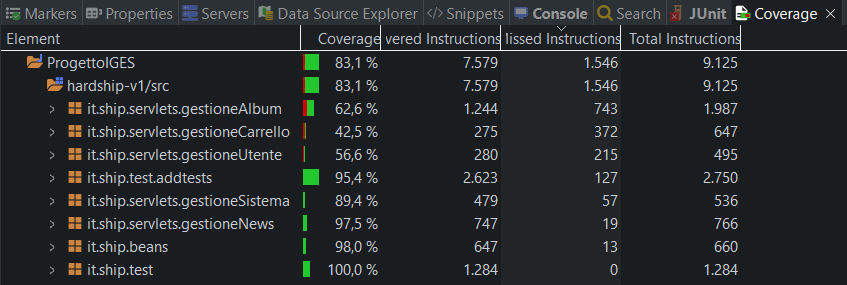 Markers Properties Servers Data Source Explorer Snippets Console Search JUnit Coverage
Element Coverage vered Instructions lissed Instructions Total Instructions
ProgettoIGES 83,1 % 7.579 1.546 9.125
hardship-v1/src 83,1 % 7.579 1.546 9.125
it.ship.servlets.gestioneAlbum 62,6 % 1.244 743 1.987
it.ship.servlets.gestioneCarrello 42,5 % 275 372 647
it.ship.servlets.gestioneUtente 56,6 % 280 215 495
it.ship.test.addtests 95,4 % 2.623 127 2.750
it.ship.servlets.gestioneSistema 89,4 % 479 57 536
it.ship.servlets.gestioneNews 97,5 % 747 19 766
it.ship.beans 98,0 % 647 13 660
it.ship.test 100,0 % 1.284 0 1.284